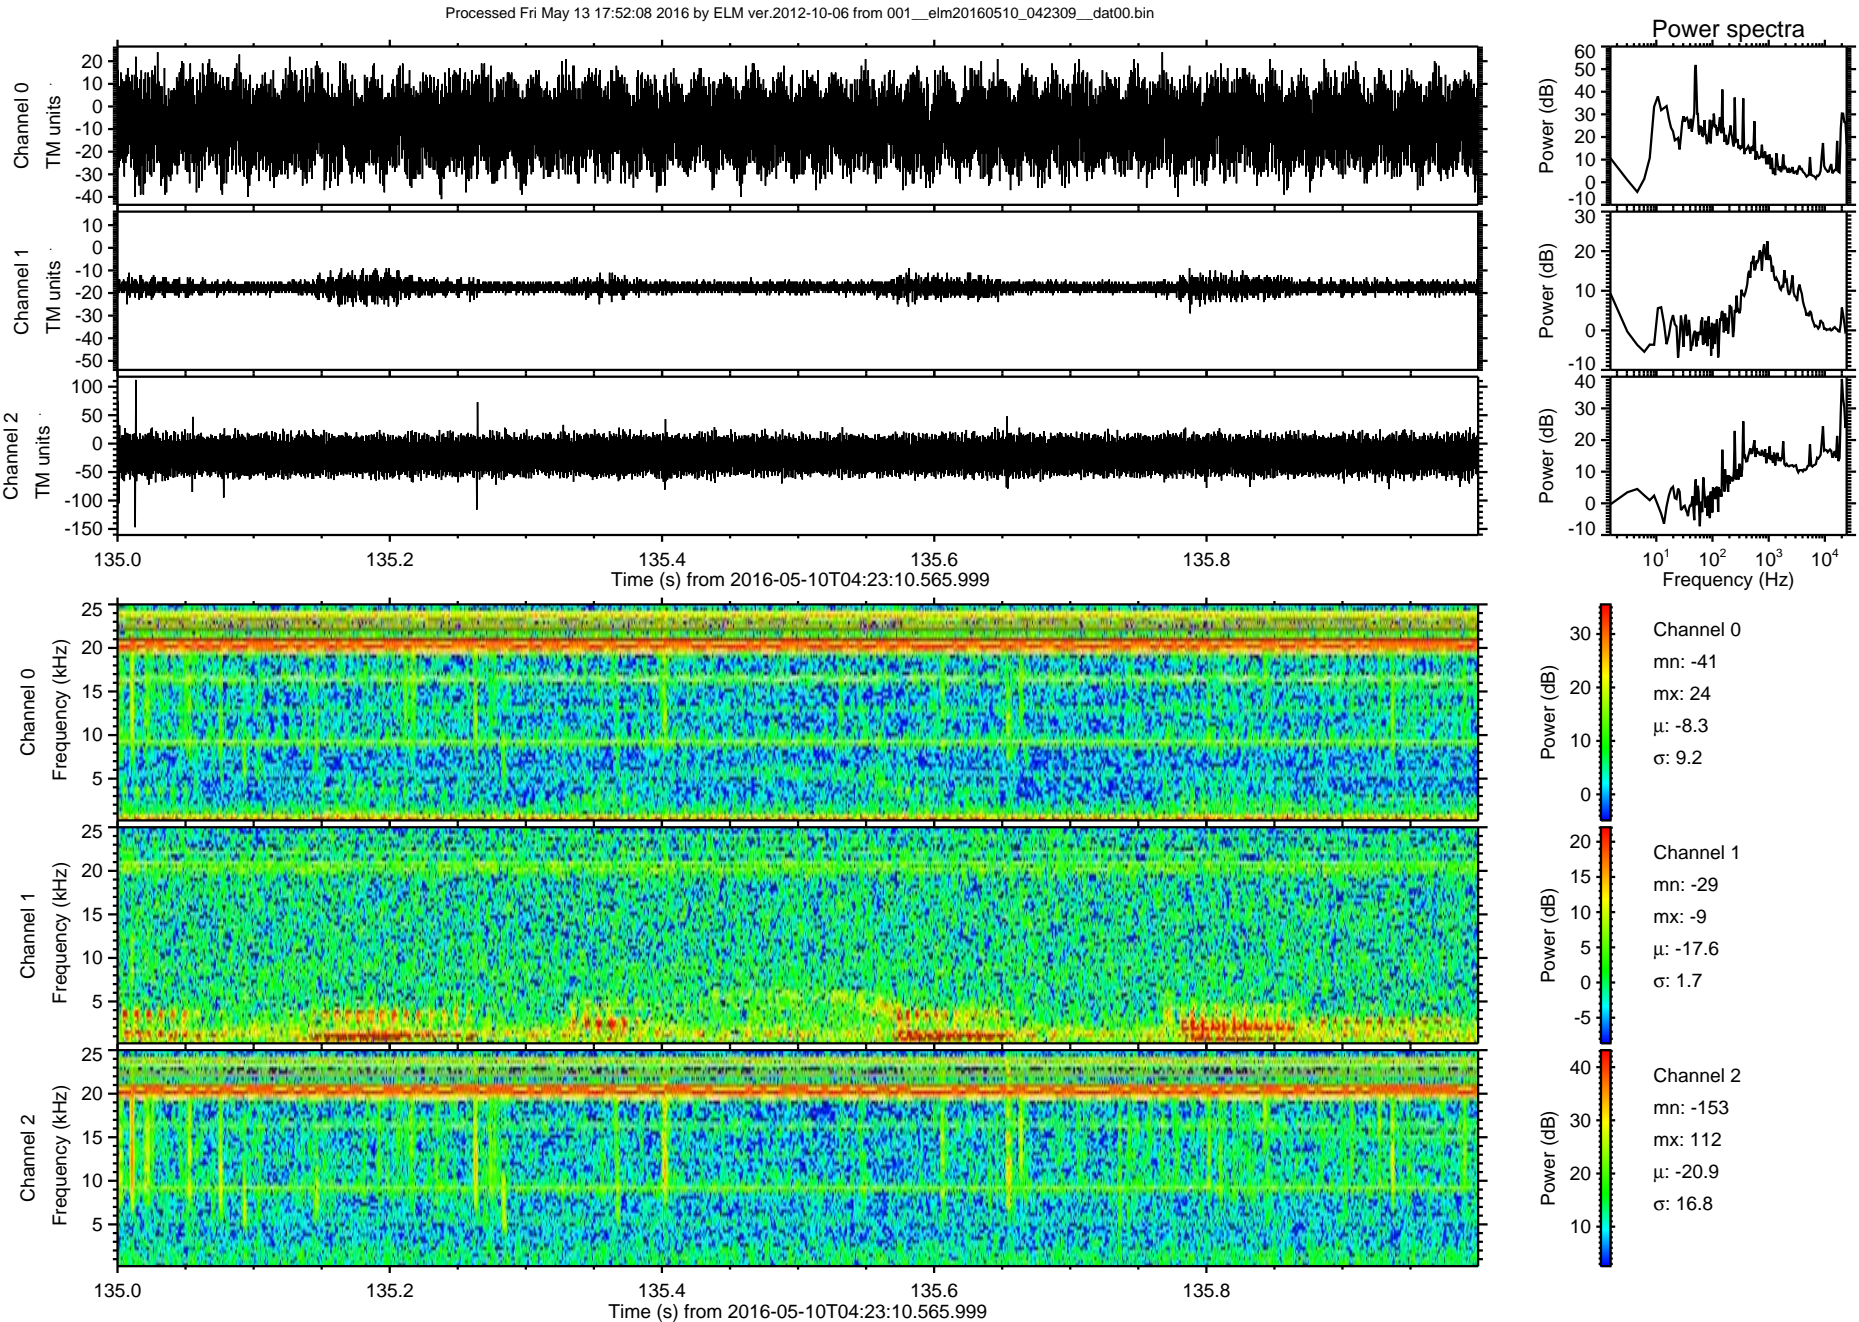 Processed Fri May 13 17:52:08 2016 by ELM ver.2012-10-06 from 001__elm20160510_042309__dat00.bin
Power spectra
Channel 0
TM units
20
10
0
-10
-20
-30
-40
Power (dB)
60
50
40
30
20
10
0
-10
Channel 1
TM units
10
0
-10
-20
-30
-40
-50
Power (dB)
30
20
10
0
-10
Channel 2
TM units
100
50
0
-50
-100
-150
Power (dB)
40
30
20
10
0
-10
135.0 135.2 135.4 135.6 135.8
Time (s) from 2016-05-10T04:23:10.565.999
10^1 10^2 10^3 10^4
Frequency (Hz)
Channel 0
Frequency (kHz)
25
20
15
10
5
Power (dB)
30
20
10
0
Channel 0
mn: -41
mx: 24
μ: -8.3
σ: 9.2
Channel 1
Frequency (kHz)
25
20
15
10
5
Power (dB)
20
15
10
5
0
-5
Channel 1
mn: -29
mx: -9
μ: -17.6
σ: 1.7
Channel 2
Frequency (kHz)
25
20
15
10
5
Power (dB)
40
30
20
10
Channel 2
mn: -153
mx: 112
μ: -20.9
σ: 16.8
135.0 135.2 135.4 135.6 135.8
Time (s) from 2016-05-10T04:23:10.565.999